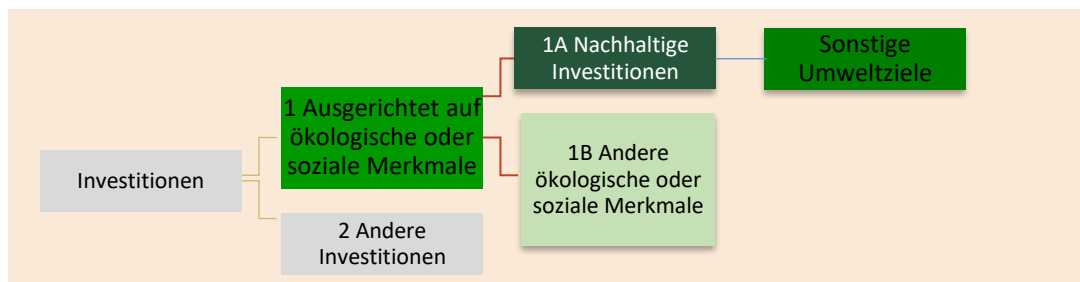 Investitionen
1 Ausgerichtet auf
ökologische oder
soziale Merkmale
2 Andere
Investitionen
1A Nachhaltige
Investitionen
1B Andere
ökologische oder
soziale Merkmale
Sonstige
Umweltziele